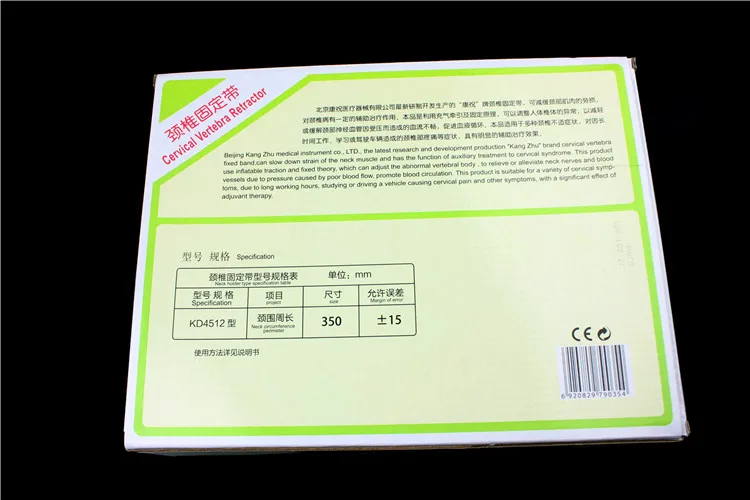 颈椎固定带
Cervical Vertebra Retractor
北京康祝医疗器械有限公司最新研制开发生产的“康祝”牌颈椎固定带,可减缓颈部肌肉的劳损,
对颈椎病有一定的辅助治疗作用。本品是利用充气牵引及固定原理,可以调整人体椎体的异常,以减轻
或缓解颈部神经血管因受压而造成的血流不畅,促进血液循环。本品适用于多种颈椎不适症状,对因长
时间工作、学习或驾驶车辆造成的颈椎部疼痛等症状,具有明显的辅助治疗效果。
Beijing Kang Zhu medical instrument co., LTD., the latest research and development production "Kang Zhu" brand cervical vertebra
fixed band,can slow down strain of the neck muscle and has the function of auxiliary treatment to cervical syndrome. This product
use inflatable traction and fixed theory, which can adjust the abnormal vertebral body , to relieve or alleviate neck nerves and blood
vessels due to pressure caused by poor blood flow, promote blood circulation. This product is suitable for a variety of cervical symp-
toms, due to long working hours, studying or driving a vehicle causing cervical pain and other symptoms, with a significant effect of
adjuvant therapy.
型号 规格 Specification
颈椎固定带型号规格表 单位:mm
Neck holder type specification table
型号规格 项目 尺寸 允许误差
Specification project size Margin of error
KD4512型 颈围周长 350 ±15
Neck circumference
perimeter
使用方法详见说明书
CE
6 920829 790354